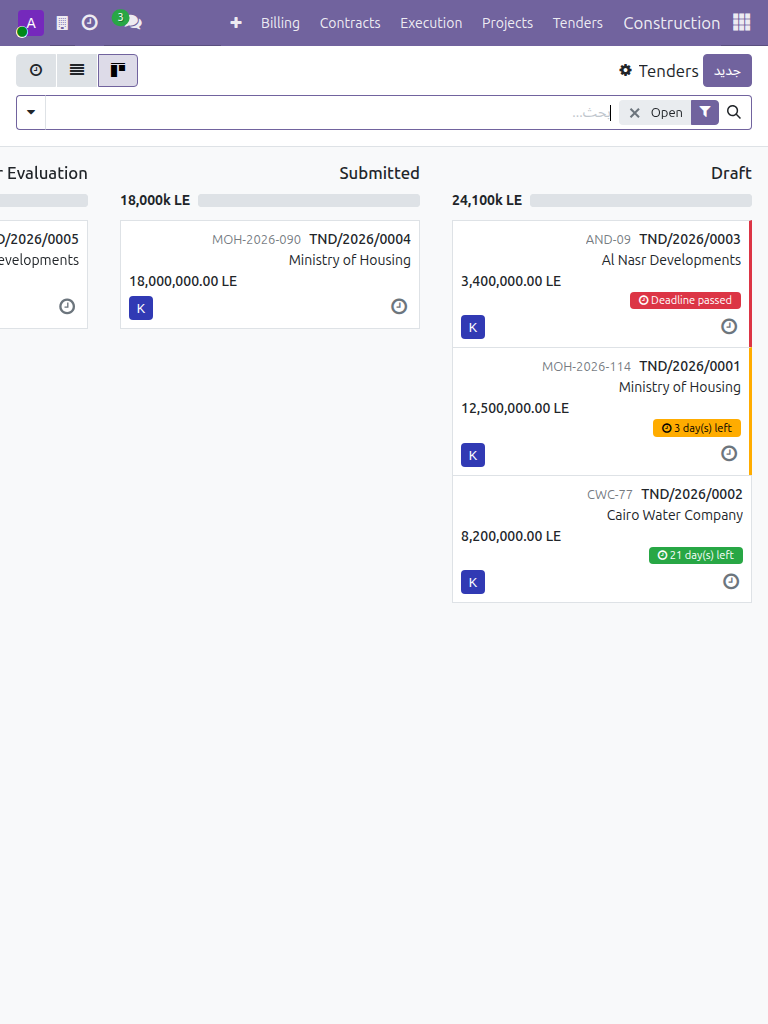 Construction Tenders Projects Execution Contracts Billing 3 A
جديد Tenders
Open بحث...
Draft
24,100k LE
TND/2026/0003 AND-09
Al Nasr Developments
3,400,000.00 LE
Deadline passed
K
TND/2026/0001 MOH-2026-114
Ministry of Housing
12,500,000.00 LE
3 day(s) left
K
TND/2026/0002 CWC-77
Cairo Water Company
8,200,000.00 LE
21 day(s) left
K
Submitted
18,000k LE
TND/2026/0004 MOH-2026-090
Ministry of Housing
18,000,000.00 LE
K
Evaluation
D/2026/0005
evelopments